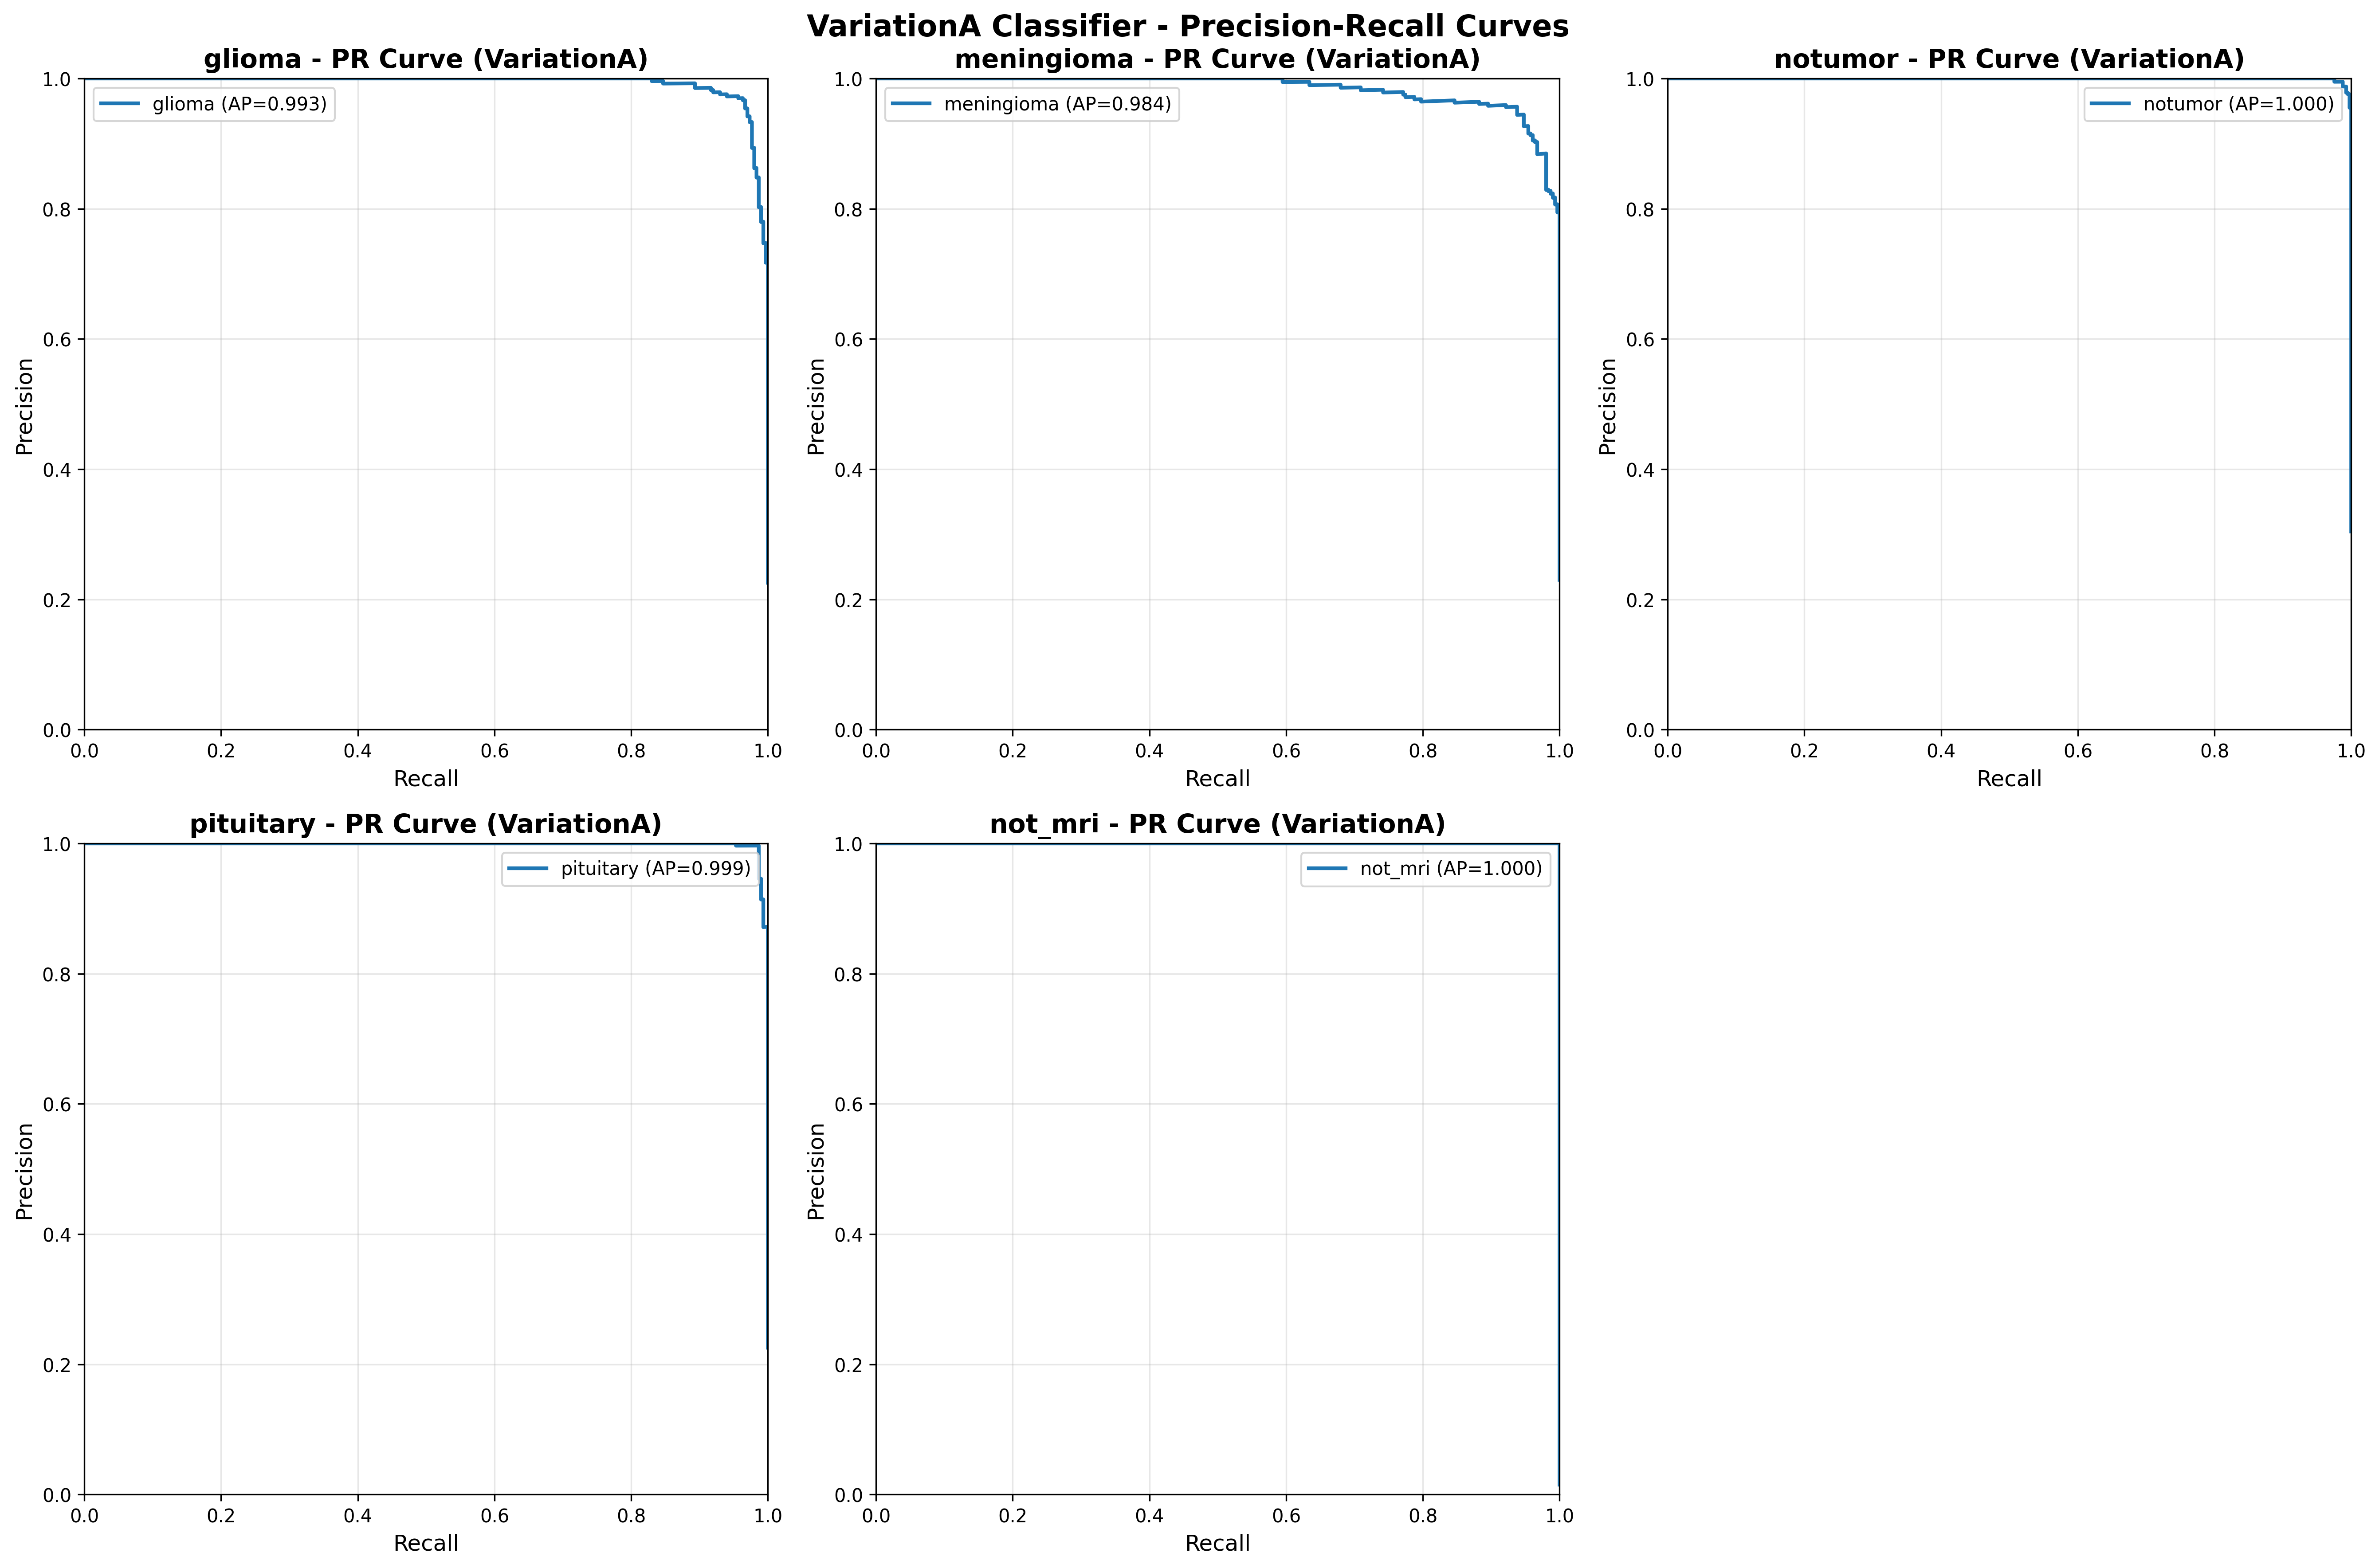 VariationA Classifier - Precision-Recall Curves
glioma - PR Curve (VariationA)
glioma (AP=0.993)
1.0
0.8
0.6
0.4
0.2
0.0
Precision
0.0 0.2 0.4 0.6 0.8 1.0
Recall
meningioma - PR Curve (VariationA)
meningioma (AP=0.984)
1.0
0.8
0.6
0.4
0.2
0.0
Precision
0.0 0.2 0.4 0.6 0.8 1.0
Recall
notumor - PR Curve (VariationA)
notumor (AP=1.000)
1.0
0.8
0.6
0.4
0.2
0.0
Precision
0.0 0.2 0.4 0.6 0.8 1.0
Recall
pituitary - PR Curve (VariationA)
pituitary (AP=0.999)
1.0
0.8
0.6
0.4
0.2
0.0
Precision
0.0 0.2 0.4 0.6 0.8 1.0
Recall
not_mri - PR Curve (VariationA)
not_mri (AP=1.000)
1.0
0.8
0.6
0.4
0.2
0.0
Precision
0.0 0.2 0.4 0.6 0.8 1.0
Recall